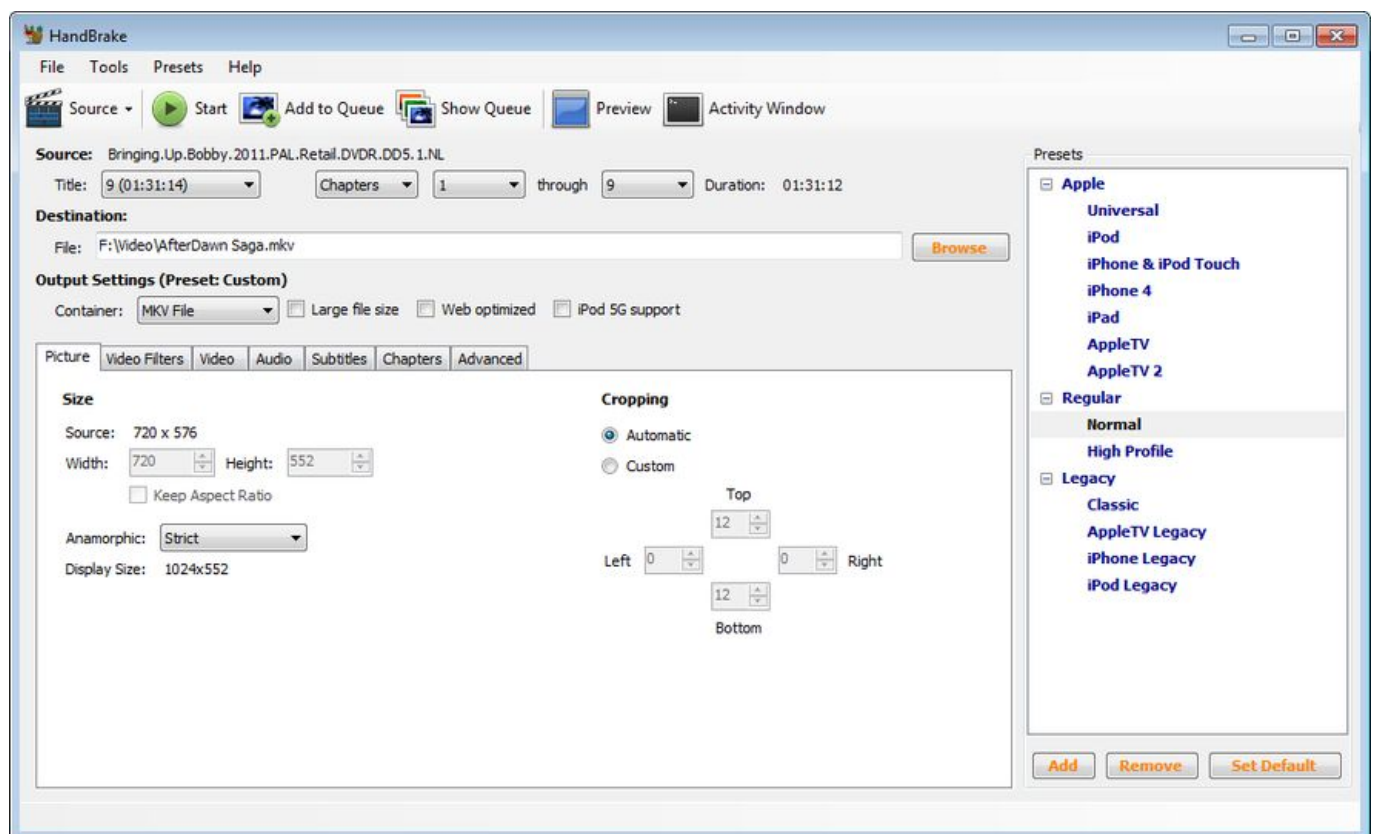 HandBrake
File Tools Presets Help
Source Start Add to Queue Show Queue Preview Activity Window
Source: Bringing.Up.Bobby.2011.PAL.Retail.DVDR.DD5.1.NL
Title: 9 (01:31:14) Chapters 1 through 9 Duration: 01:31:12
Destination:
File: F:\Video\AfterDawn Saga.mkv Browse
Output Settings (Preset: Custom)
Container: MKV File Large file size Web optimized iPod 5G support
Picture Video Filters Video Audio Subtitles Chapters Advanced
Size
Source: 720 x 576
Width: 720 Height: 552
Keep Aspect Ratio
Anamorphic: Strict
Display Size: 1024x552
Cropping
Automatic
Custom
Top
12
Left 0 0 Right
12
Bottom
Presets
Apple
Universal
iPod
iPhone & iPod Touch
iPhone 4
iPad
AppleTV
AppleTV 2
Regular
Normal
High Profile
Legacy
Classic
AppleTV Legacy
iPhone Legacy
iPod Legacy
Add Remove Set Default